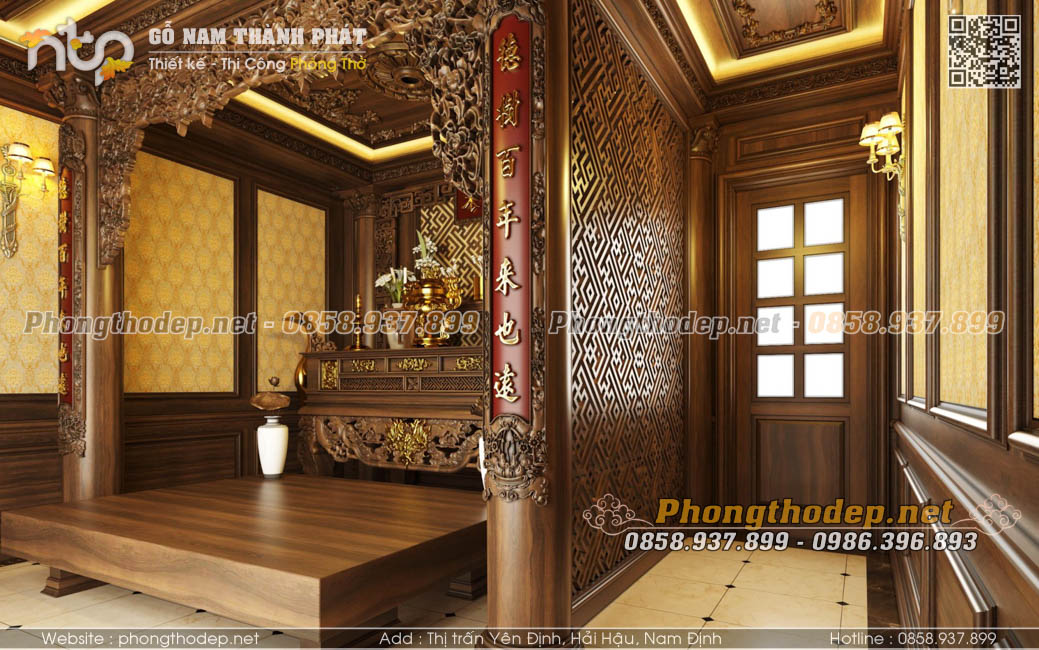 GỖ NAM THÀNH PHÁT
Thiết kế - Thi Công Phòng Thờ
樹
百
年
來
也
遠
Phongthodep.net - 0858.937.899
Phongthodep.net - 0858.937.899
Phongthodep.net
0858.937.899 - 0986.396.893
Website : phongthodep.net
Add : Thị trấn Yên Định, Hải Hậu, Nam Định
Hotline : 0858.937.899